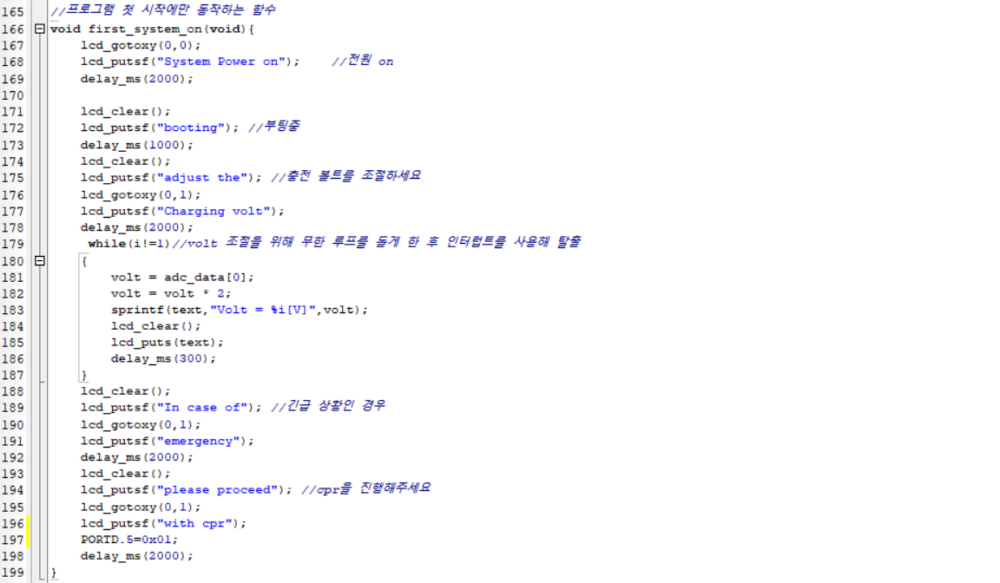 165 //프로그램 첫 시작에만 동작하는 함수
166 void first_system_on(void){
167 lcd_gotoxy(0,0);
168 lcd_putsf("System Power on"); //전원 on
169 delay_ms(2000);
170
171 lcd_clear();
172 lcd_putsf("booting"); //부팅중
173 delay_ms(1000);
174 lcd_clear();
175 lcd_putsf("adjust the"); //충전 볼트를 조절하세요
176 lcd_gotoxy(0,1);
177 lcd_putsf("Charging volt");
178 delay_ms(2000);
179 while(i!=1)//volt 조절을 위해 무한 루프를 돌게 한 후 인터럽트를 사용해 탈출
180 {
181 volt = adc_data[0];
182 volt = volt * 2;
183 sprintf(text,"Volt = %i[V]",volt);
184 lcd_clear();
185 lcd_puts(text);
186 delay_ms(300);
187 }
188 lcd_clear();
189 lcd_putsf("In case of"); //긴급 상황인 경우
190 lcd_gotoxy(0,1);
191 lcd_putsf("emergency");
192 delay_ms(2000);
193 lcd_clear();
194 lcd_putsf("please proceed"); //cpr을 진행해주세요
195 lcd_gotoxy(0,1);
196 lcd_putsf("with cpr");
197 PORTD.5=0x01;
198 delay_ms(2000);
199 }